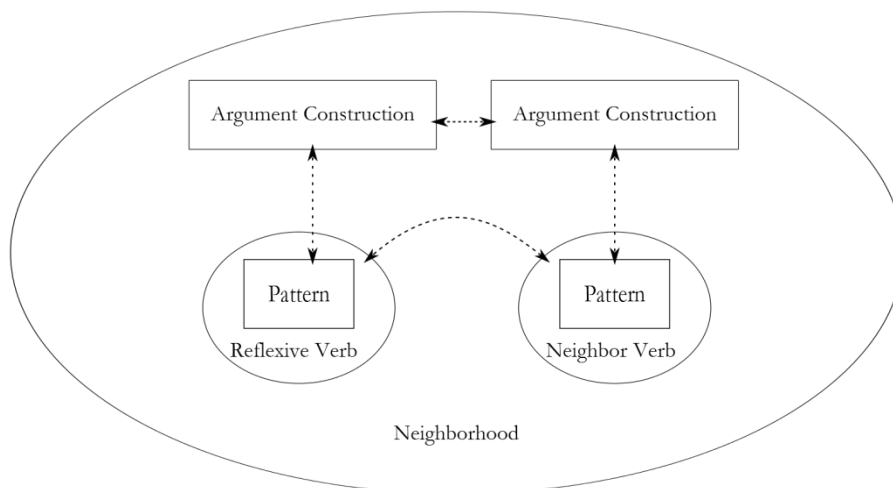 Argument Construction
Argument Construction
Pattern
Pattern
Reflexive Verb
Neighbor Verb
Neighborhood